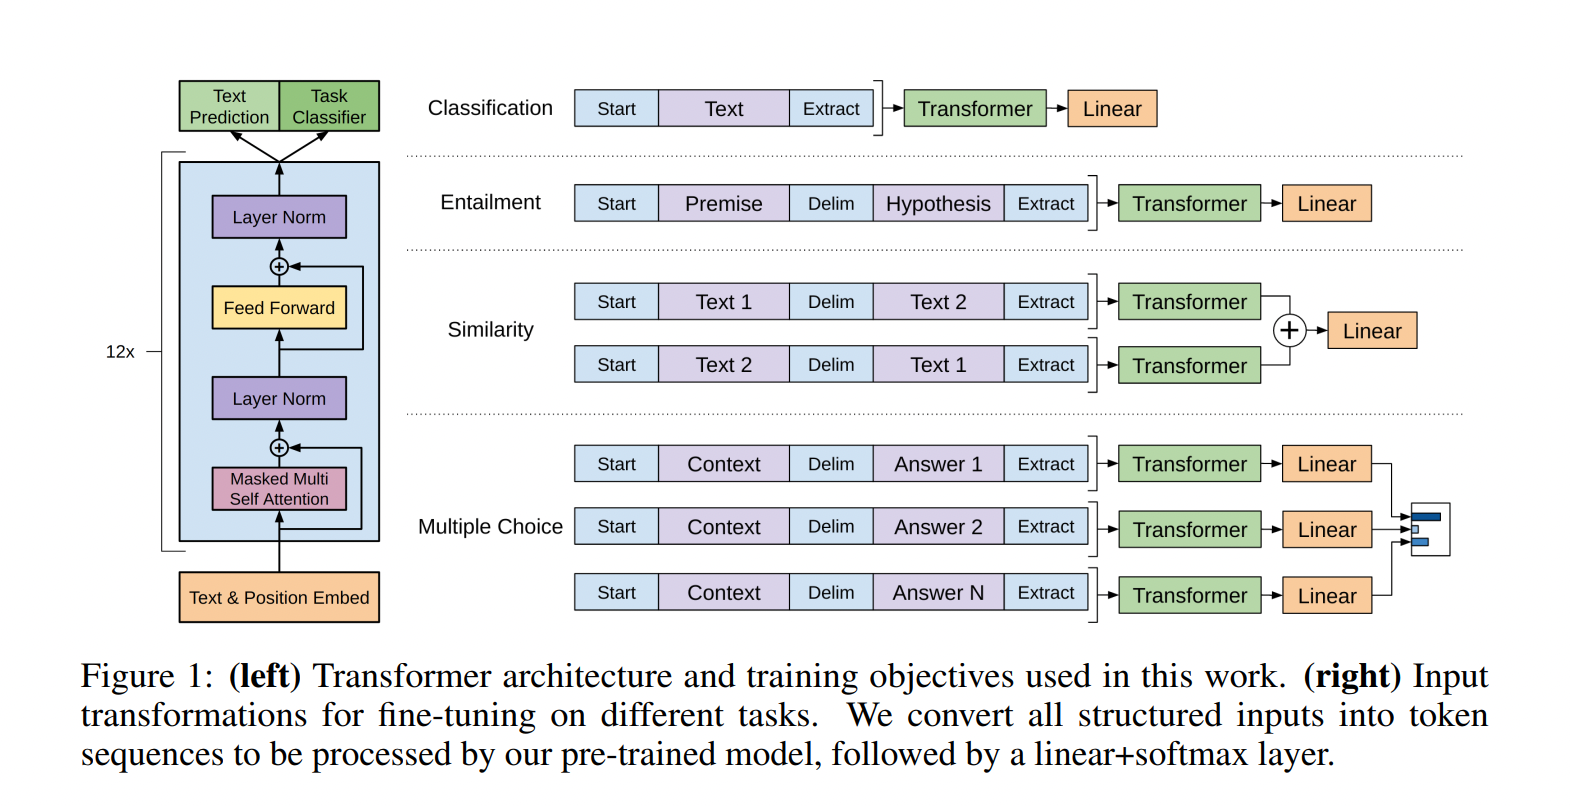 Text
Prediction
Task
Classifier
Layer Norm
+
Feed Forward
12x
Layer Norm
+
Masked Multi
Self Attention
Text & Position Embed
Classification
Start Text Extract Transformer Linear
Entailment
Start Premise Delim Hypothesis Extract Transformer Linear
Similarity
Start Text 1 Delim Text 2 Extract Transformer
+ Linear
Start Text 2 Delim Text 1 Extract Transformer
Multiple Choice
Start Context Delim Answer 1 Extract Transformer Linear
Start Context Delim Answer 2 Extract Transformer Linear
Start Context Delim Answer N Extract Transformer Linear
Figure 1: (left) Transformer architecture and training objectives used in this work. (right) Input
transformations for fine-tuning on different tasks. We convert all structured inputs into token
sequences to be processed by our pre-trained model, followed by a linear+softmax layer.